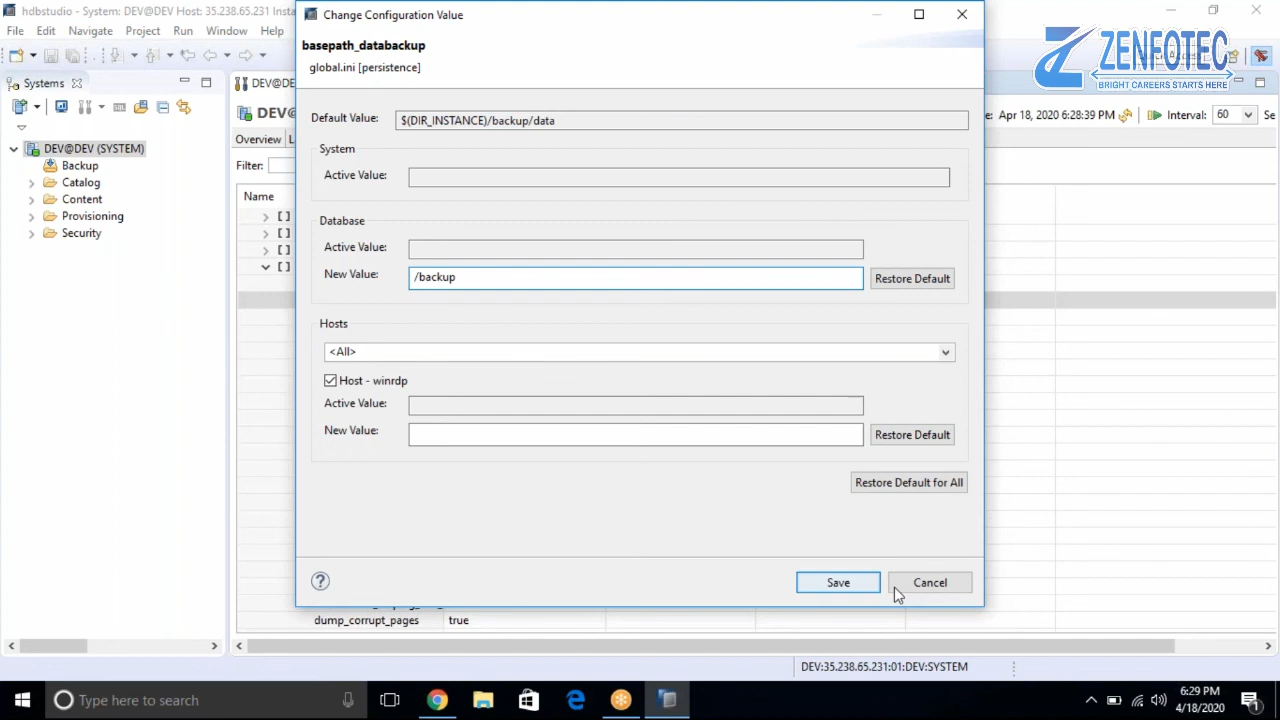 hdbstudio - System: DEV@DEV Host: 35.238.65.231 Insta
File Edit Navigate Project Run Window Help
Systems
DEV@DEV (SYSTEM)
Backup
Catalog
Content
Provisioning
Security
DEV@DE
DEV@
Overview L
Filter:
Name
[ ]
[ ]
[ ]
[ ]
Change Configuration Value
basepath_databackup
global.ini [persistence]
Default Value: $(DIR_INSTANCE)/backup/data
System
Active Value:
Database
Active Value:
New Value: /backup Restore Default
Hosts
<All>
Host - winrdp
Active Value:
New Value: Restore Default
Restore Default for All
Save Cancel
ZENFOTEC
BRIGHT CAREERS STARTS HERE
e: Apr 18, 2020 6:28:39 PM Interval: 60 Se
dump_corrupt_pages true
DEV:35.238.65.231:01:DEV:SYSTEM
Type here to search
6:29 PM
4/18/2020
1